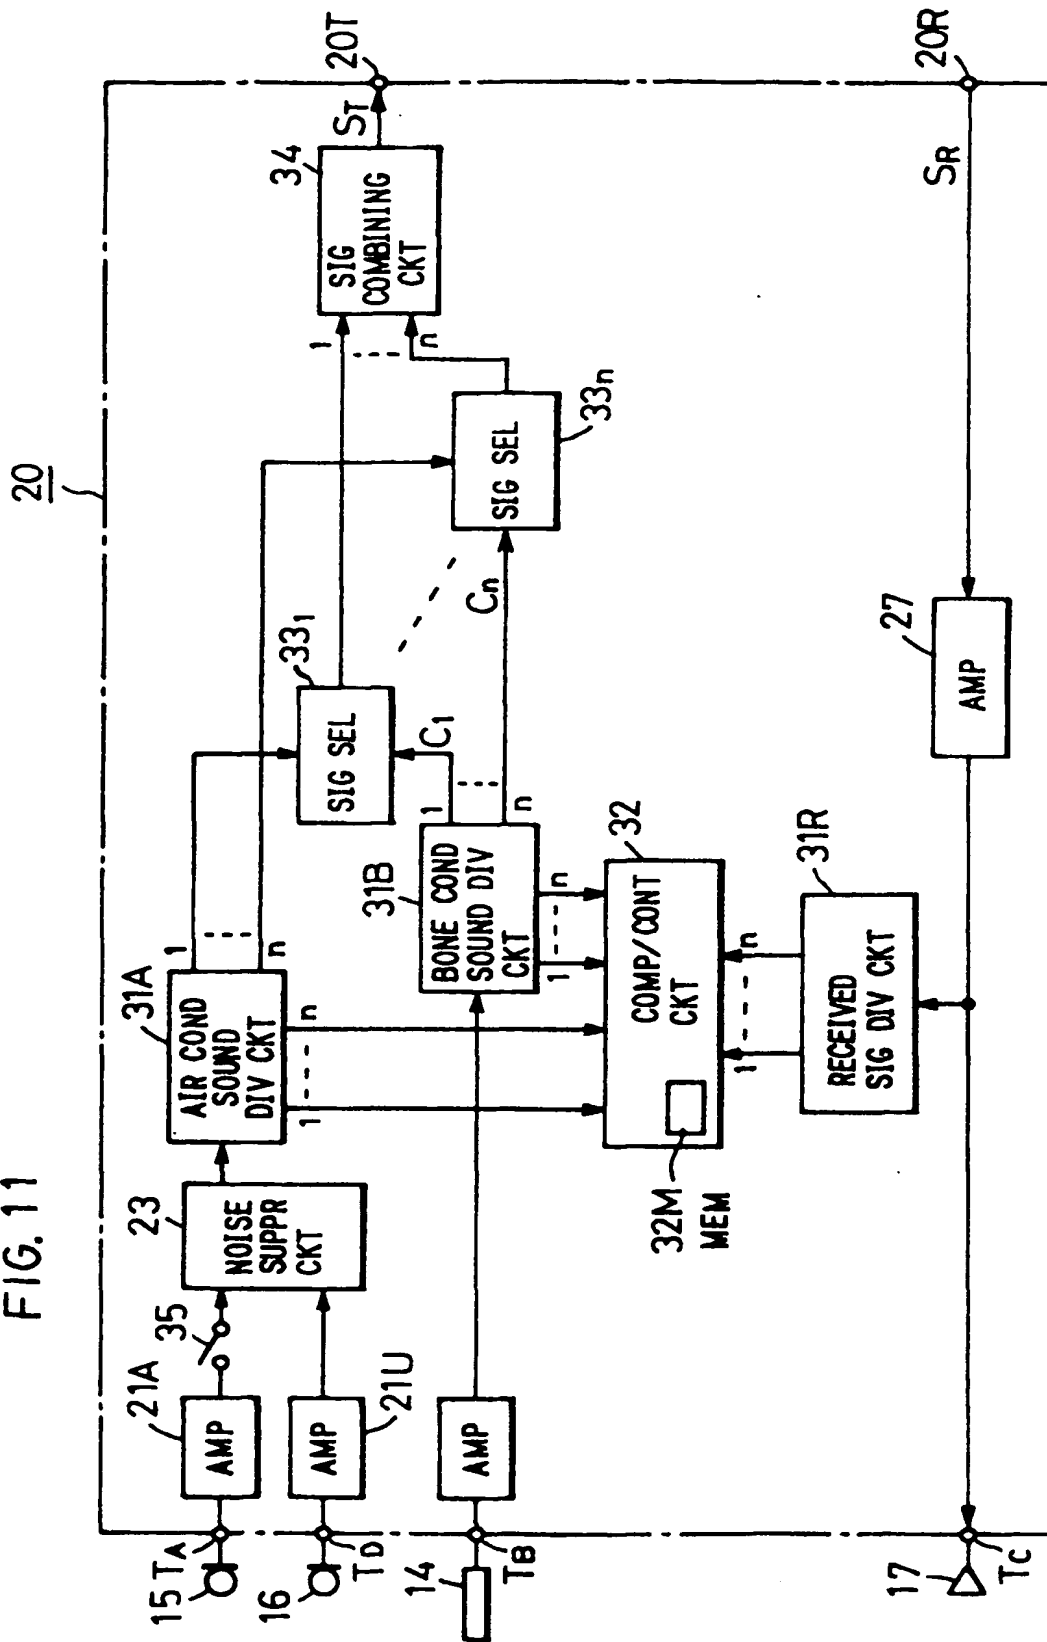 FIG. 11
20
15
TA
21A
AMP
35
16
TD
21U
AMP
23
NOISE
SUPPR
CKT
31A
AIR COND
SOUND
DIV CKT
1
n
1
n
14
TB
AMP
31B
BONE COND
SOUND DIV
CKT
1
n
1
n
C1
Cn
331
SIG SEL
33n
SIG SEL
1
n
34
SIG
COMBINING
CKT
ST
20T
32
COMP/CONT
CKT
32M
MEM
1
n
31R
RECEIVED
SIG DIV CKT
17
TC
27
AMP
SR
20R